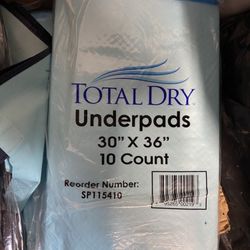 TOTAL DRY
Underpads
30" X 36"
10 Count
Reorder Number:
SP115410